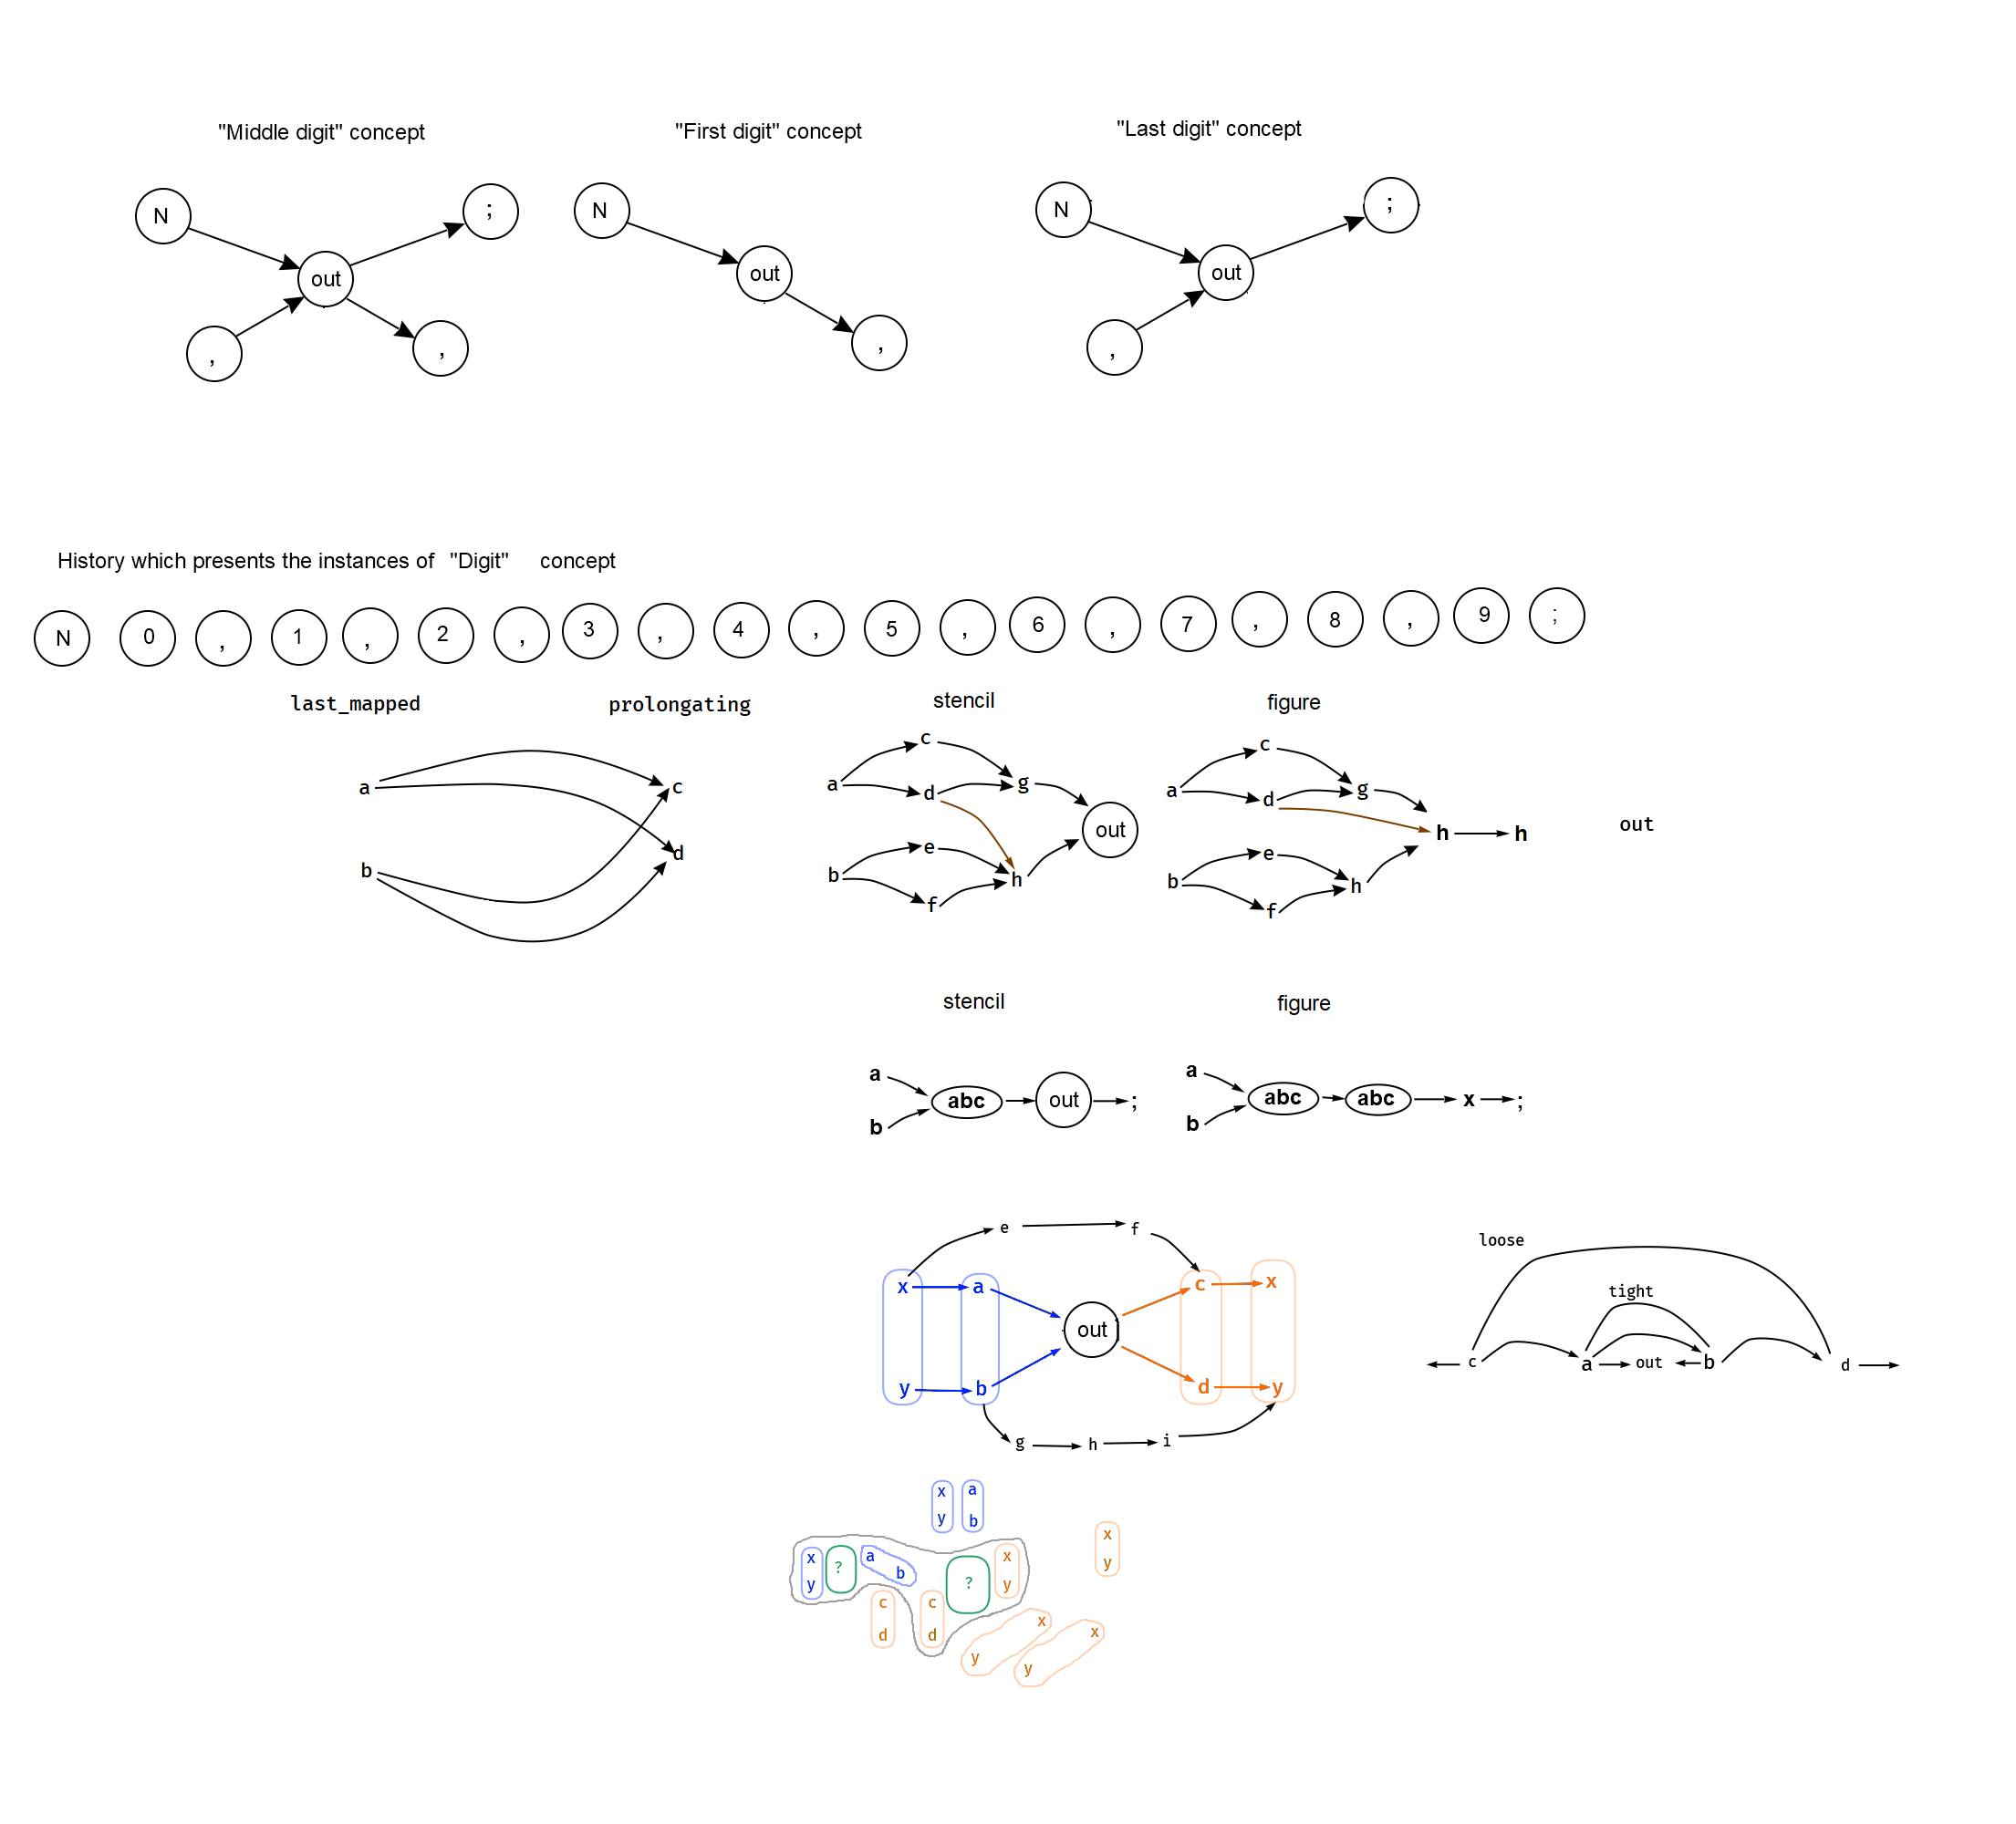 "Middle digit" concept
"First digit" concept
"Last digit" concept
N
;
out
,
,
N
out
,
N
;
out
,
History which presents the instances of "Digit" concept
N 0 , 1 , 2 , 3 , 4 , 5 , 6 , 7 , 8 , 9 ;
last_mapped
prolongating
stencil
figure
a
b
c
d
a
c
d
g
out
b
e
f
h
a
c
d
g
h
h
b
e
f
h
out
stencil
figure
a
b
abc
out
;
a
b
abc
abc
x
;
e
f
x
a
out
c
x
y
b
d
y
g
h
i
loose
tight
c
a
out
b
d
x
y
a
b
x
y
x
y
?
a
b
?
x
y
c
d
c
d
x
y
x
y